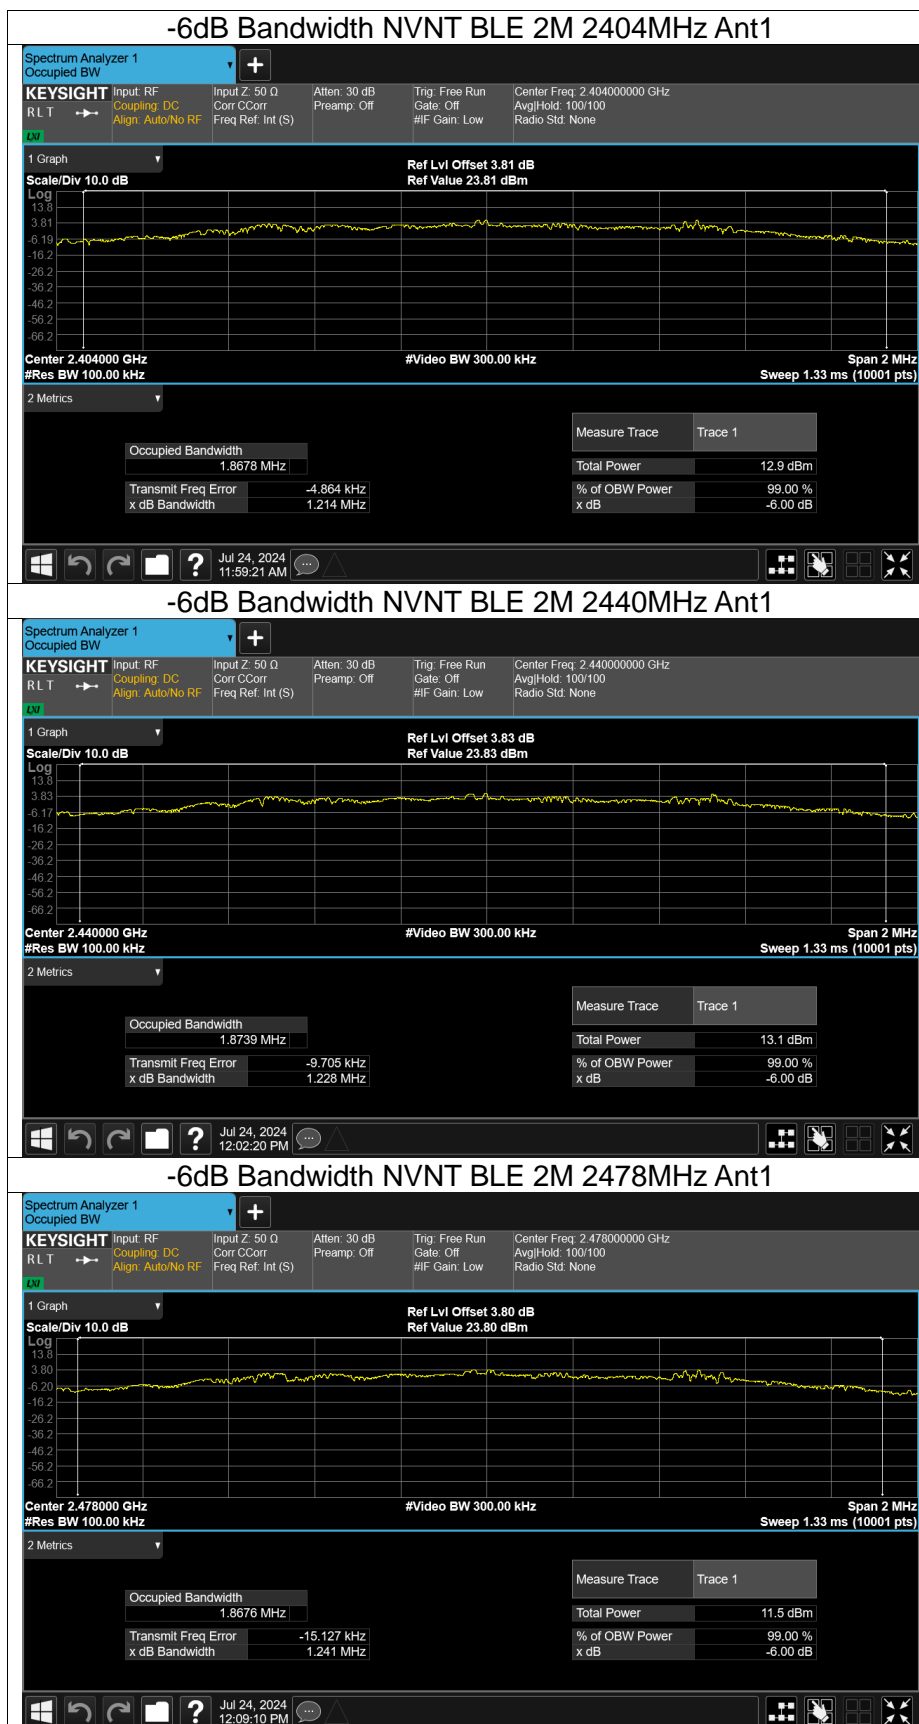 -6dB Bandwidth NVNT BLE 2M 2404MHz Ant1
Spectrum Analyzer 1
Occupied BW
KEYSIGHT Input: RF Input Z: 50 Ω Atten: 30 dB Trig: Free Run Center Freq: 2.404000000 GHz
R L T Coupling: DC Corr CCorr Preamp: Off Gate: Off Avg|Hold: 100/100
Align: Auto/No RF Freq Ref: Int (S) #IF Gain: Low Radio Std: None
LXI
1 Graph
Ref Lvl Offset 3.81 dB
Scale/Div 10.0 dB Ref Value 23.81 dBm
Log
13.8
3.81
-6.19
-16.2
-26.2
-36.2
-46.2
-56.2
-66.2
Center 2.404000 GHz #Video BW 300.00 kHz Span 2 MHz
#Res BW 100.00 kHz Sweep 1.33 ms (10001 pts)
2 Metrics
Measure Trace Trace 1
Occupied Bandwidth
1.8678 MHz Total Power 12.9 dBm
Transmit Freq Error -4.864 kHz % of OBW Power 99.00 %
x dB Bandwidth 1.214 MHz x dB -6.00 dB
? Jul 24, 2024
11:59:21 AM
-6dB Bandwidth NVNT BLE 2M 2440MHz Ant1
Spectrum Analyzer 1
Occupied BW
KEYSIGHT Input: RF Input Z: 50 Ω Atten: 30 dB Trig: Free Run Center Freq: 2.440000000 GHz
R L T Coupling: DC Corr CCorr Preamp: Off Gate: Off Avg|Hold: 100/100
Align: Auto/No RF Freq Ref: Int (S) #IF Gain: Low Radio Std: None
LXI
1 Graph
Ref Lvl Offset 3.83 dB
Scale/Div 10.0 dB Ref Value 23.83 dBm
Log
13.8
3.83
-6.17
-16.2
-26.2
-36.2
-46.2
-56.2
-66.2
Center 2.440000 GHz #Video BW 300.00 kHz Span 2 MHz
#Res BW 100.00 kHz Sweep 1.33 ms (10001 pts)
2 Metrics
Measure Trace Trace 1
Occupied Bandwidth
1.8739 MHz Total Power 13.1 dBm
Transmit Freq Error -9.705 kHz % of OBW Power 99.00 %
x dB Bandwidth 1.228 MHz x dB -6.00 dB
? Jul 24, 2024
12:02:20 PM
-6dB Bandwidth NVNT BLE 2M 2478MHz Ant1
Spectrum Analyzer 1
Occupied BW
KEYSIGHT Input: RF Input Z: 50 Ω Atten: 30 dB Trig: Free Run Center Freq: 2.478000000 GHz
R L T Coupling: DC Corr CCorr Preamp: Off Gate: Off Avg|Hold: 100/100
Align: Auto/No RF Freq Ref: Int (S) #IF Gain: Low Radio Std: None
LXI
1 Graph
Ref Lvl Offset 3.80 dB
Scale/Div 10.0 dB Ref Value 23.80 dBm
Log
13.8
3.80
-6.20
-16.2
-26.2
-36.2
-46.2
-56.2
-66.2
Center 2.478000 GHz #Video BW 300.00 kHz Span 2 MHz
#Res BW 100.00 kHz Sweep 1.33 ms (10001 pts)
2 Metrics
Measure Trace Trace 1
Occupied Bandwidth
1.8676 MHz Total Power 11.5 dBm
Transmit Freq Error -15.127 kHz % of OBW Power 99.00 %
x dB Bandwidth 1.241 MHz x dB -6.00 dB
? Jul 24, 2024
12:09:10 PM